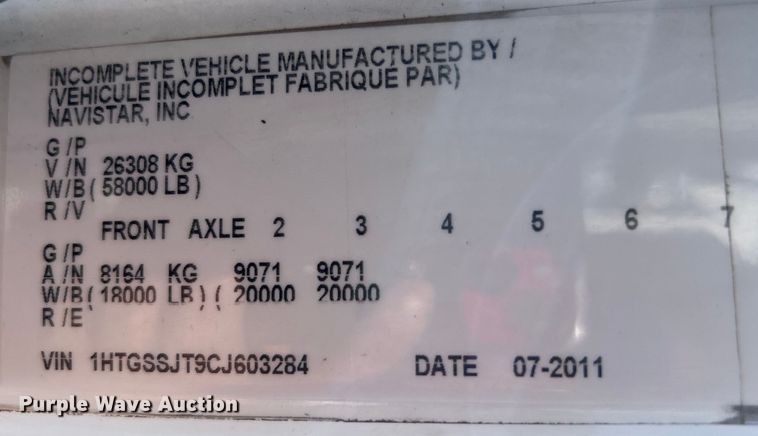 INCOMPLETE VEHICLE MANUFACTURED BY /
(VEHICULE INCOMPLET FABRIQUE PAR)
NAVISTAR, INC
G /P
V /N 26308 KG
W/B( 58000 LB )
R /V
FRONT AXLE 2 3 4 5 6 7
G /P
A /N 8164 KG 9071 9071
W/B( 18000 LB ) ( 20000 20000
R /E
VIN 1HTGSSJT9CJ603284 DATE 07-2011
Purple Wave Auction